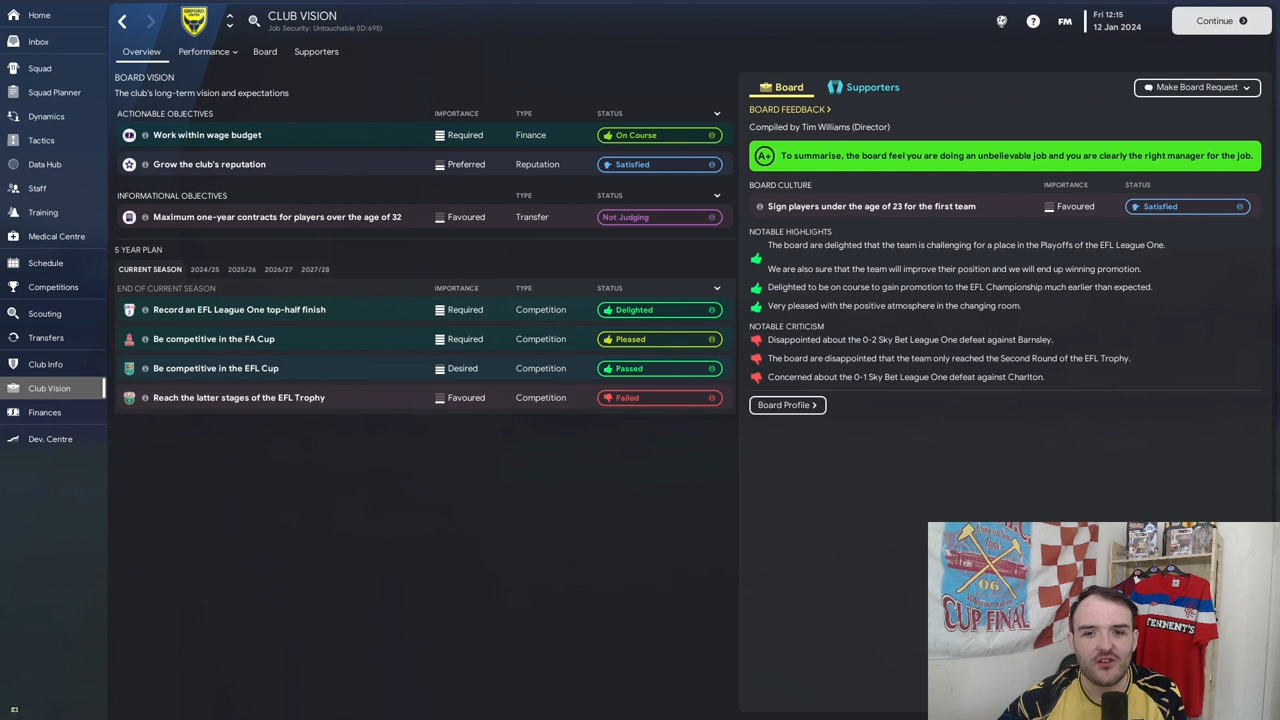 Home
Inbox
Squad
Squad Planner
Dynamics
Tactics
Data Hub
Staff
Training
Medical Centre
Schedule
Competitions
Scouting
Transfers
Club Info
Club Vision
Finances
Dev. Centre
OXFORD UNITED
CLUB VISION
Job Security: Untouchable (ID:695)
? FM
Fri 12:15
12 Jan 2024
Continue
Overview Performance Board Supporters
BOARD VISION
The club's long-term vision and expectations
ACTIONABLE OBJECTIVES IMPORTANCE TYPE STATUS
Work within wage budget Required Finance On Course
Grow the club's reputation Preferred Reputation Satisfied
INFORMATIONAL OBJECTIVES TYPE STATUS
Maximum one-year contracts for players over the age of 32 Favoured Transfer Not Judging
5 YEAR PLAN
CURRENT SEASON 2024/25 2025/26 2026/27 2027/28
END OF CURRENT SEASON IMPORTANCE TYPE STATUS
Record an EFL League One top-half finish Required Competition Delighted
Be competitive in the FA Cup Required Competition Pleased
Be competitive in the EFL Cup Desired Competition Passed
Reach the latter stages of the EFL Trophy Favoured Competition Failed
Board Supporters Make Board Request
BOARD FEEDBACK >
Compiled by Tim Williams (Director)
A+ To summarise, the board feel you are doing an unbelievable job and you are clearly the right manager for the job.
BOARD CULTURE IMPORTANCE STATUS
Sign players under the age of 23 for the first team Favoured Satisfied
NOTABLE HIGHLIGHTS
The board are delighted that the team is challenging for a place in the Playoffs of the EFL League One.
We are also sure that the team will improve their position and we will end up winning promotion.
Delighted to be on course to gain promotion to the EFL Championship much earlier than expected.
Very pleased with the positive atmosphere in the changing room.
NOTABLE CRITICISM
Disappointed about the 0-2 Sky Bet League One defeat against Barnsley.
The board are disappointed that the team only reached the Second Round of the EFL Trophy.
Concerned about the 0-1 Sky Bet League One defeat against Charlton.
Board Profile >
06
CUP FINAL
TENNENT'S